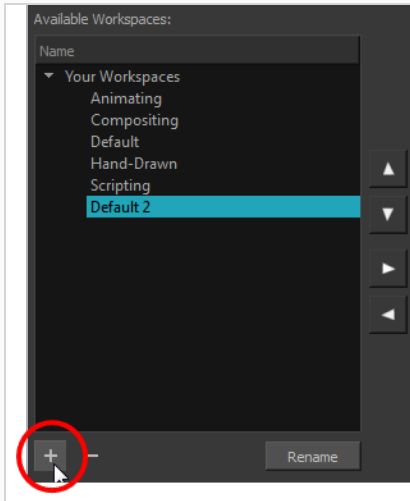 Available Workspaces:
Name
Your Workspaces
Animating
Compositing
Default
Hand-Drawn
Scripting
Default 2
Rename